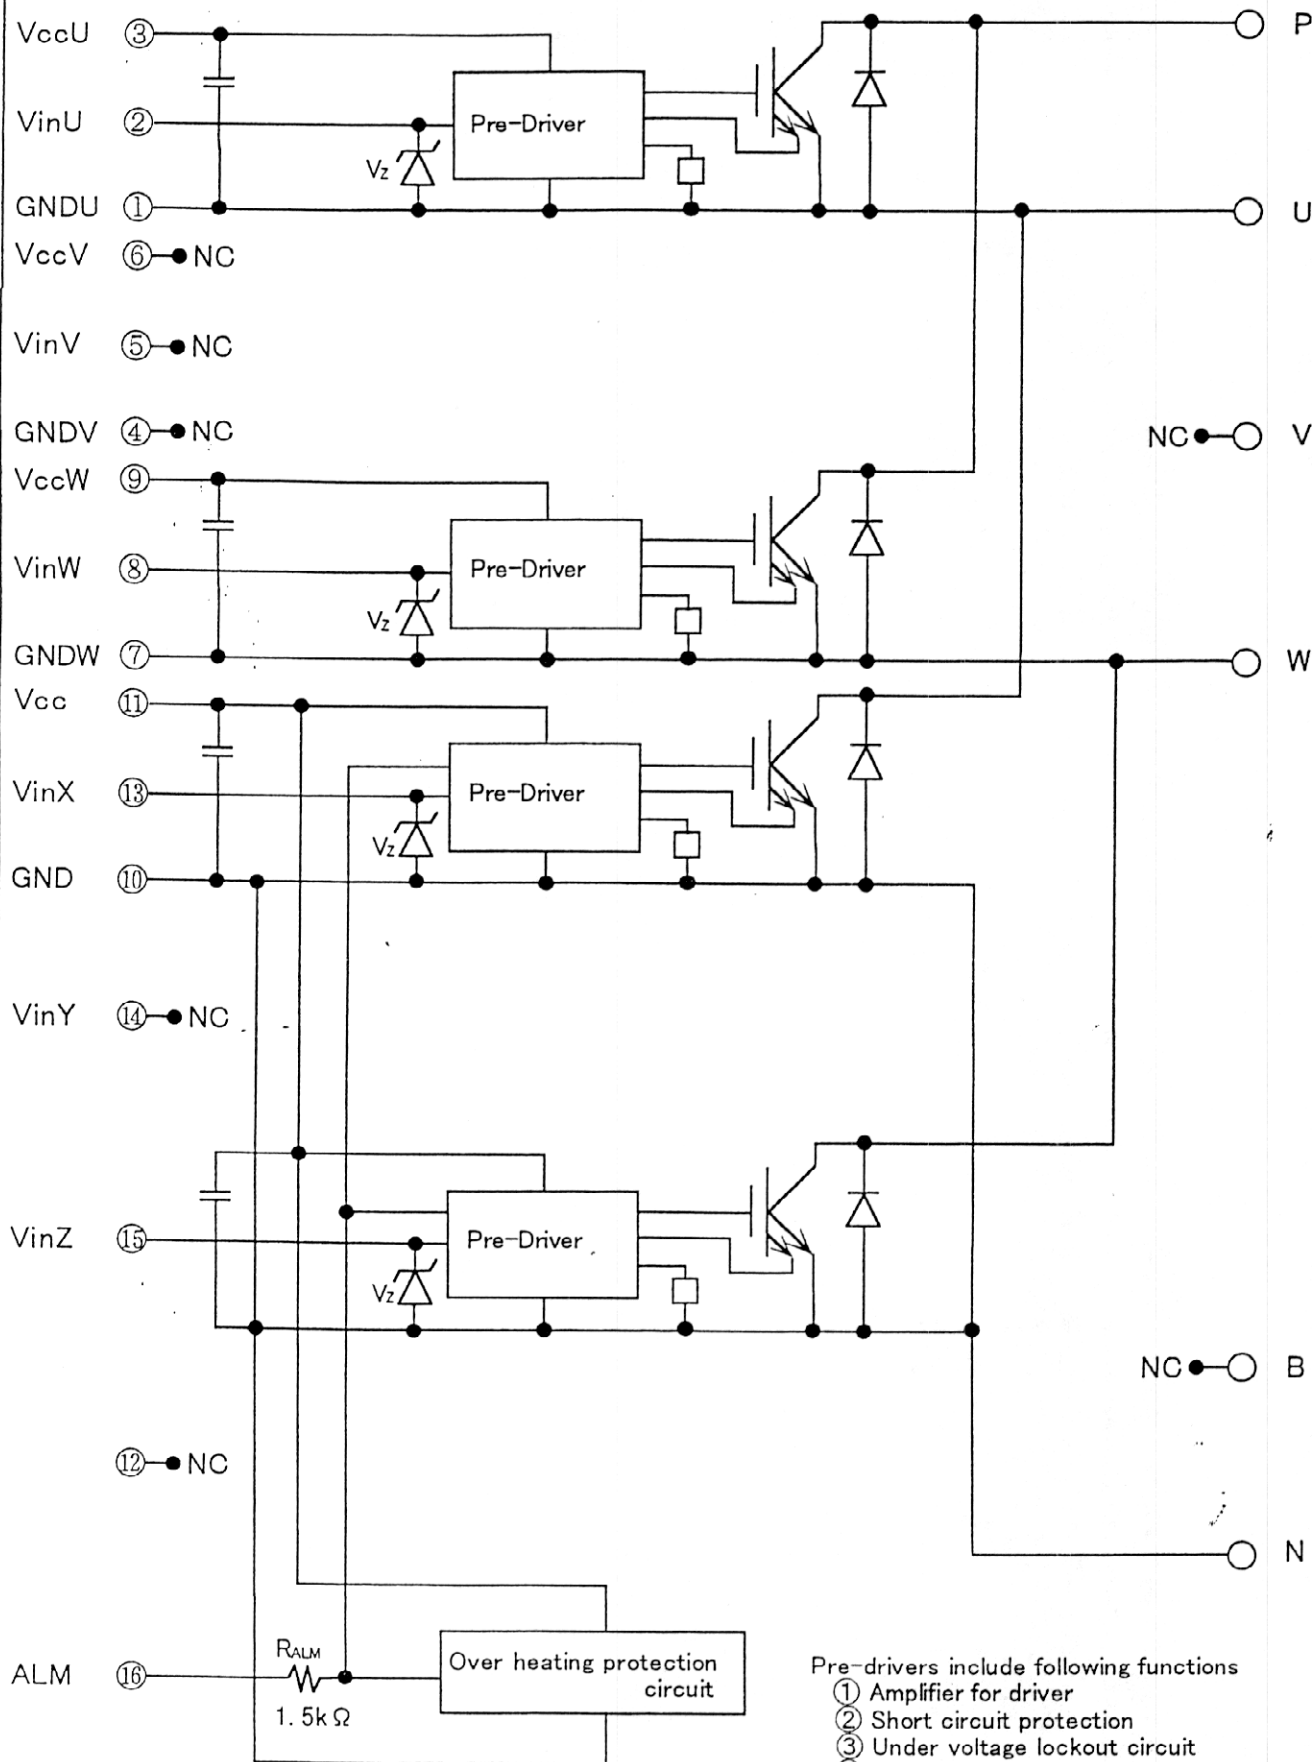 VccU ③ P
VinU ② Pre-Driver
Vz
GNDU ① U
VccV ⑥ NC
VinV ⑤ NC
GNDV ④ NC NC V
VccW ⑨
VinW ⑧ Pre-Driver
Vz
GNDW ⑦ W
Vcc ⑪
VinX ⑬ Pre-Driver
Vz
GND ⑩
VinY ⑭ NC
VinZ ⑮ Pre-Driver
Vz
NC B
⑫ NC
N
RALM
ALM ⑯ Over heating protection
circuit
1.5kΩ
Pre-drivers include following functions
① Amplifier for driver
② Short circuit protection
③ Under voltage lockout circuit